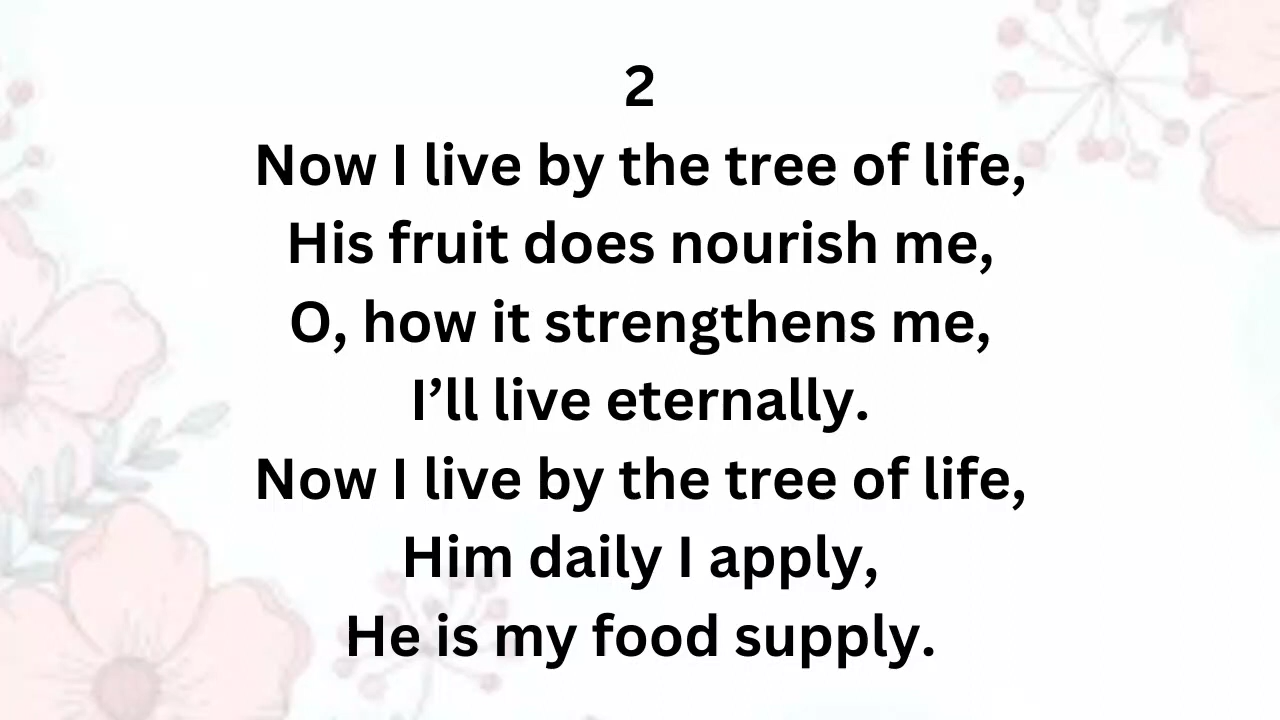 2
Now I live by the tree of life,
His fruit does nourish me,
O, how it strengthens me,
I’ll live eternally.
Now I live by the tree of life,
Him daily I apply,
He is my food supply.